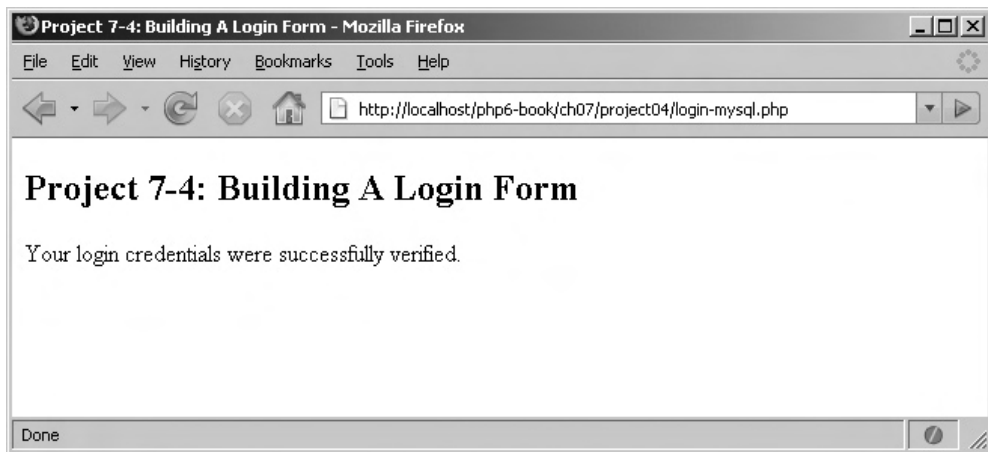 Project 7-4: Building A Login Form - Mozilla Firefox
File Edit View History Bookmarks Tools Help
http://localhost/php6-book/ch07/project04/login-mysql.php
Project 7-4: Building A Login Form
Your login credentials were successfully verified.
Done